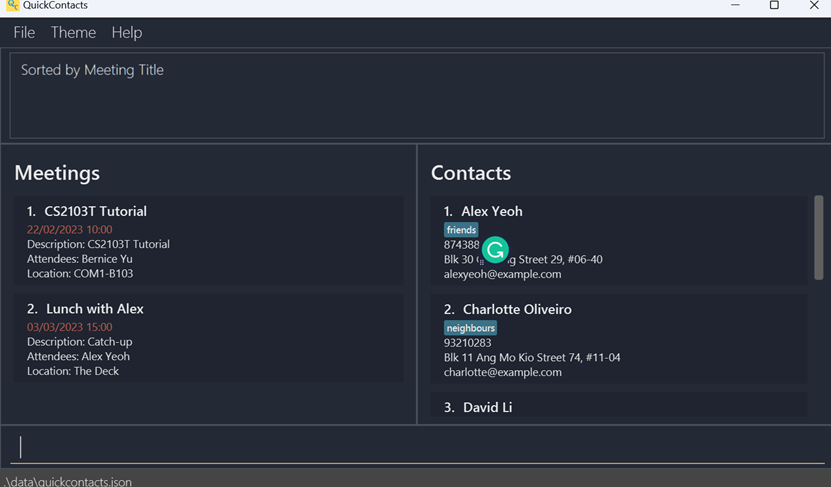 QuickContacts
File Theme Help
Sorted by Meeting Title
Meetings
1. CS2103T Tutorial
22/02/2023 10:00
Description: CS2103T Tutorial
Attendees: Bernice Yu
Location: COM1-B103
2. Lunch with Alex
03/03/2023 15:00
Description: Catch-up
Attendees: Alex Yeoh
Location: The Deck
Contacts
1. Alex Yeoh
friends
874388
Blk 30 Street 29, #06-40
alexyeoh@example.com
2. Charlotte Oliveiro
neighbours
93210283
Blk 11 Ang Mo Kio Street 74, #11-04
charlotte@example.com
3. David Li
.\data\quickcontacts.json